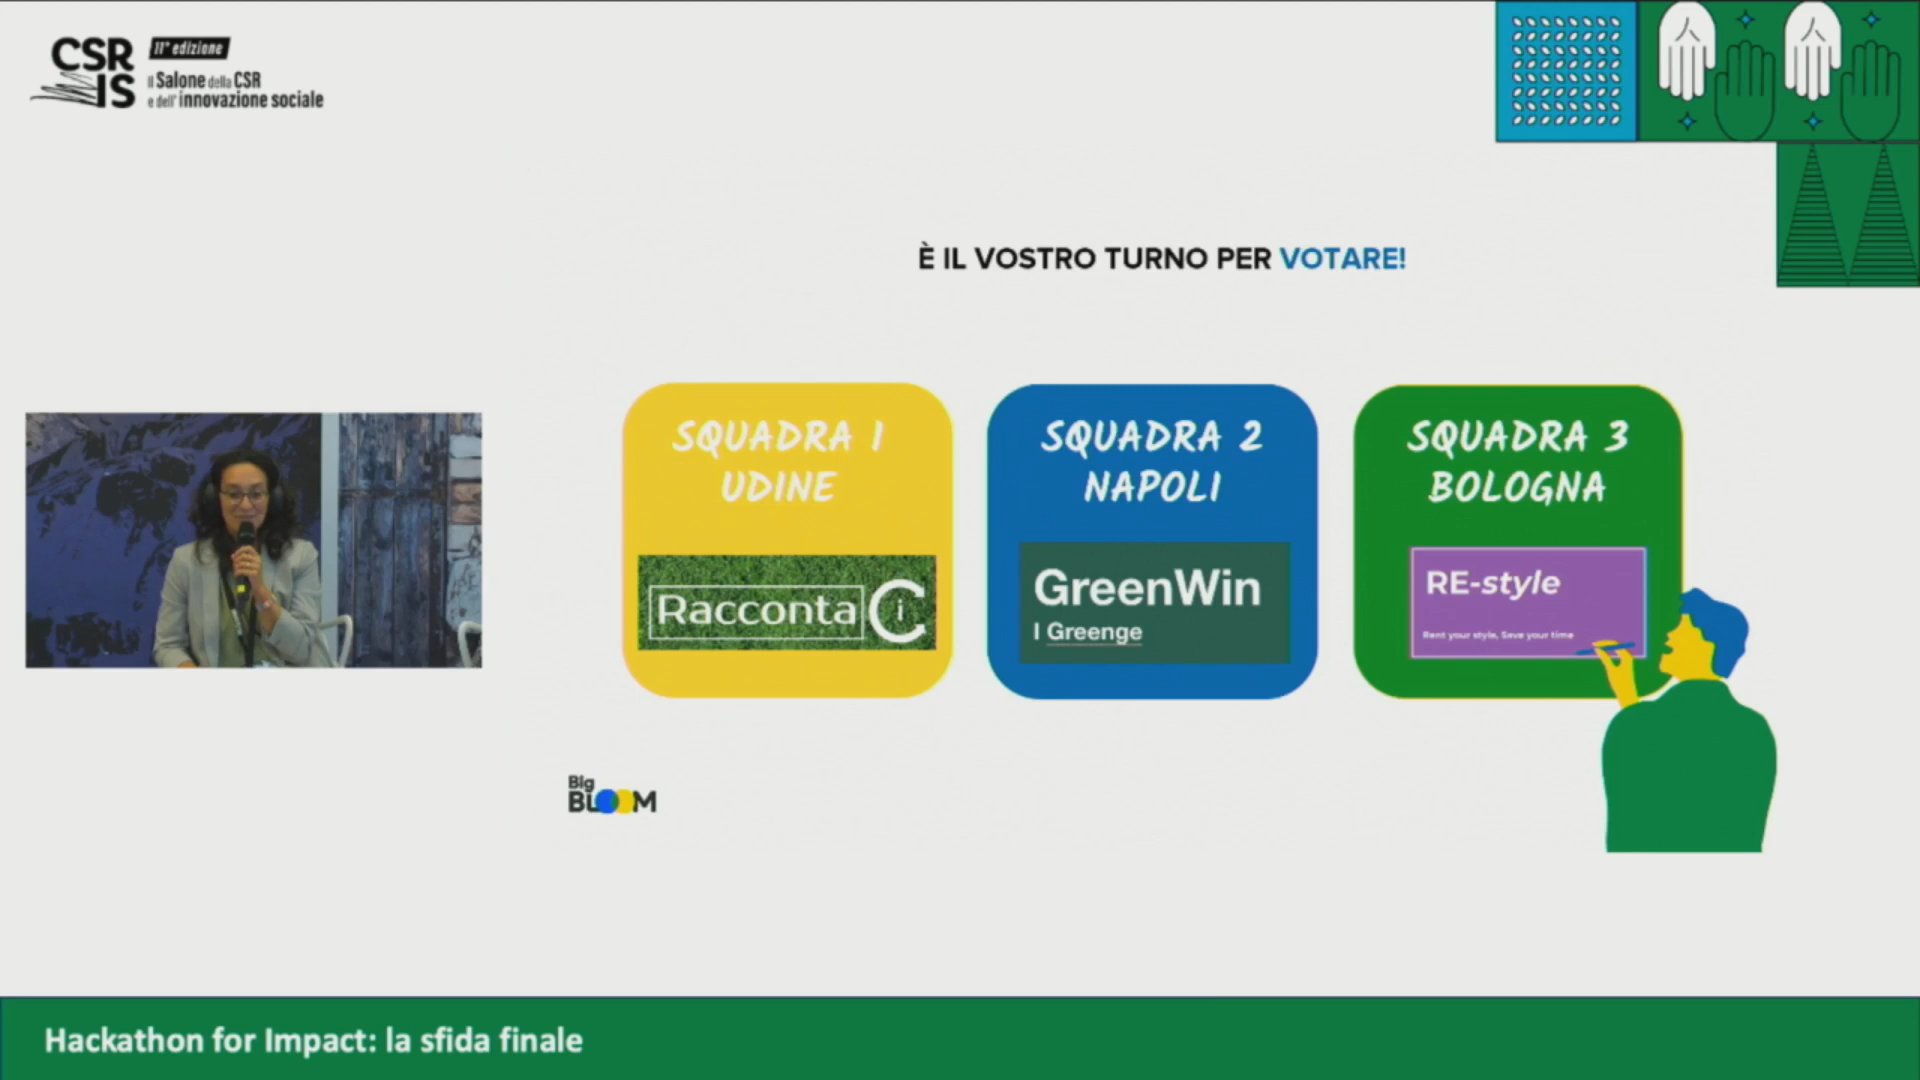 CSR
IS
11ª edizione
il Salone della CSR
e dell'innovazione sociale
È IL VOSTRO TURNO PER VOTARE!
SQUADRA 1
UDINE
Racconta Ci
SQUADRA 2
NAPOLI
GreenWin
I Greenge
SQUADRA 3
BOLOGNA
RE-style
Rent your style, Save your time
Big
BLOOM
Hackathon for Impact: la sfida finale